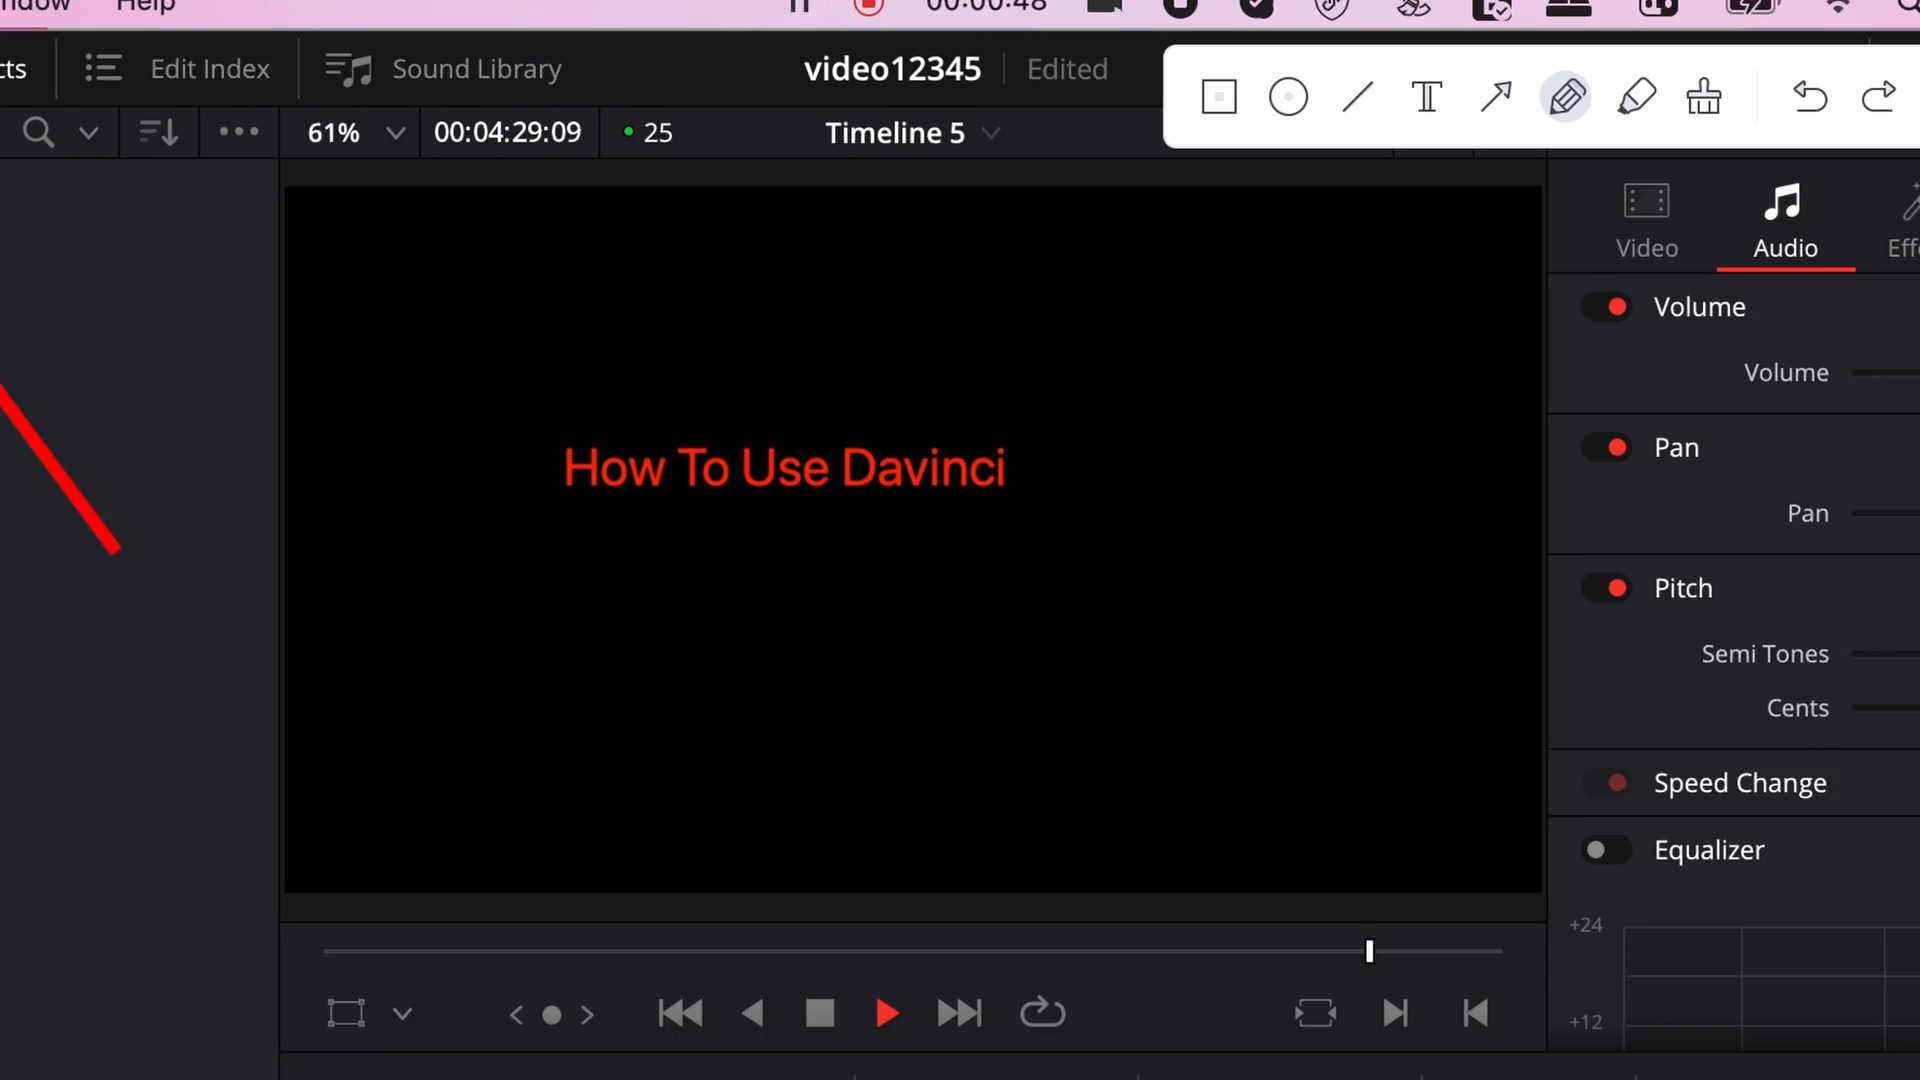 Help
00:00:48
Edit Index
Sound Library
video12345
Edited
61%
00:04:29:09
25
Timeline 5
How To Use Davinci
Video
Audio
Volume
Volume
Pan
Pan
Pitch
Semi Tones
Cents
Speed Change
Equalizer
+24
+12